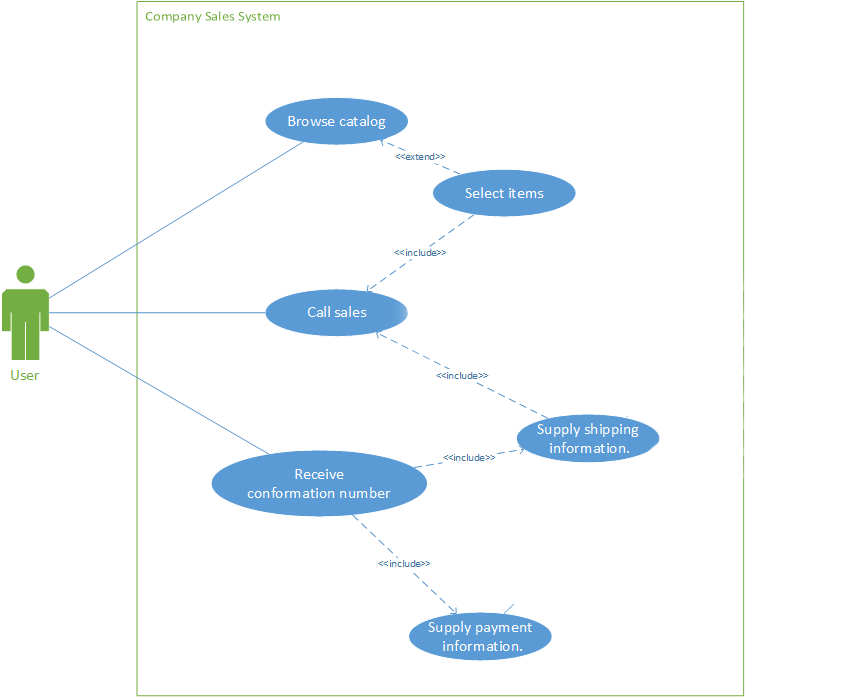 Company Sales System
Browse catalog
<<extend>>
Select items
<<include>>
Call sales
User
<<include>>
Supply shipping
information.
<<include>>
Receive
conformation number
<<include>>
Supply payment
information.